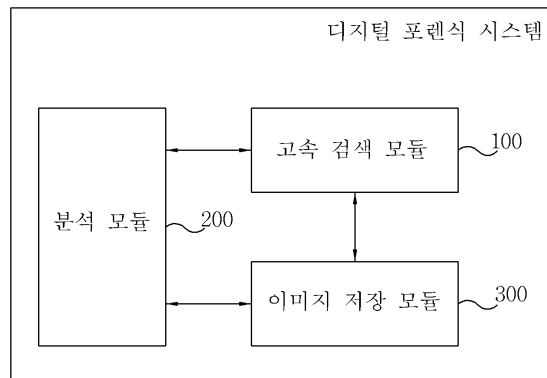 디지털 포렌식 시스템
고속 검색 모듈
100
분석 모듈
200
이미지 저장 모듈
300